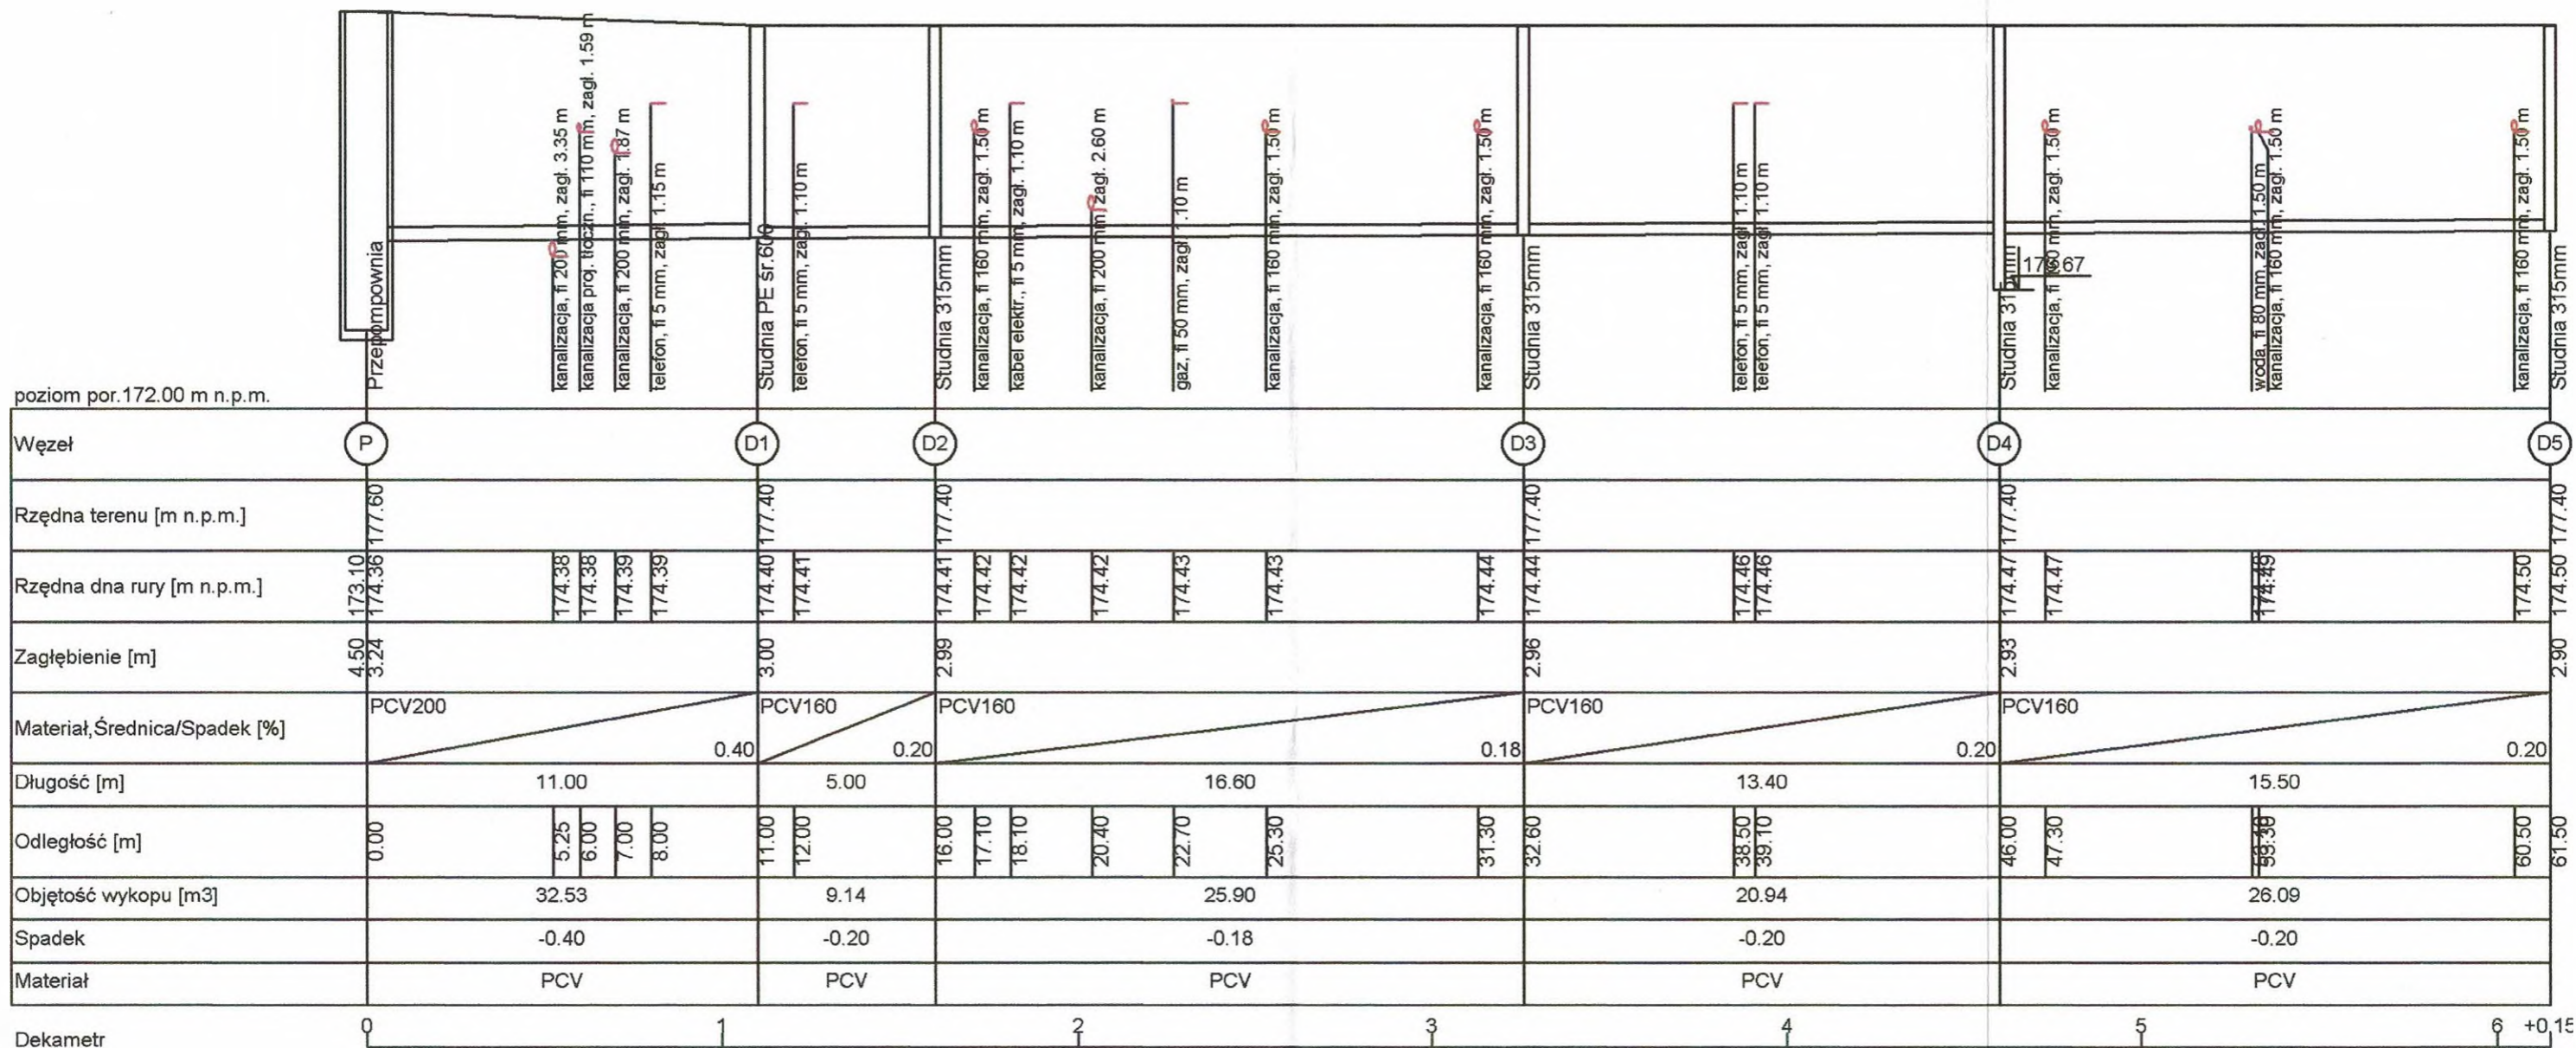 kanalizacja, fi 200 mm, zagł. 3.35 m
kanalizacja proj. tłoczn., fi 110 mm, zagł. 1.59 m
kanalizacja, fi 200 mm, zagł. 1.87 m
telefon, fi 5 mm, zagł. 1.15 m
telefon, fi 5 mm, zagł. 1.10 m
kanalizacja, fi 160 mm, zagł. 1.50 m
kabel elektr., fi 5 mm, zagł. 1.10 m
kanalizacja, fi 200 mm, zagł. 2.60 m
gaz, fi 50 mm, zagł. 1.10 m
kanalizacja, fi 160 mm, zagł. 1.50 m
kanalizacja, fi 160 mm, zagł. 1.50 m
telefon, fi 5 mm, zagł. 1.10 m
telefon, fi 5 mm, zagł. 1.10 m
kanalizacja, fi 160 mm, zagł. 1.50 m
woda, fi 80 mm, zagł. 1.50 m
kanalizacja, fi 160 mm, zagł. 1.50 m
kanalizacja, fi 160 mm, zagł. 1.50 m
Przepompownia
Studnia PE śr.600
Studnia 315mm
Studnia 315mm
Studnia 315mm
Studnia 315mm
poziom por.172.00 m n.p.m.
Węzeł P D1 D2 D3 D4 D5
Rzędna terenu [m n.p.m.] 177.60 177.40 177.40 177.40 177.40 177.40
Rzędna dna rury [m n.p.m.] 173.10 174.36 174.38 174.38 174.39 174.39 174.40 174.41 174.41 174.42 174.42 174.42 174.43 174.43 174.44 174.44 174.46 174.46 174.47 174.47 174.49 174.50 174.50
Zagłębienie [m] 4.50 3.24 3.00 2.99 2.96 2.93 2.90
Materiał,Średnica/Spadek [%] PCV200 0.40 PCV160 0.20 PCV160 0.18 PCV160 0.20 PCV160 0.20
Długość [m] 11.00 5.00 16.60 13.40 15.50
Odległość [m] 0.00 5.25 6.00 7.00 8.00 11.00 12.00 16.00 17.10 18.10 20.40 22.70 25.30 31.30 32.60 38.50 39.10 46.00 47.30 60.50 61.50
Objętość wykopu [m3] 32.53 9.14 25.90 20.94 26.09
Spadek -0.40 -0.20 -0.18 -0.20 -0.20
Materiał PCV PCV PCV PCV PCV
Dekametr 0 1 2 3 4 5 6 +0,15